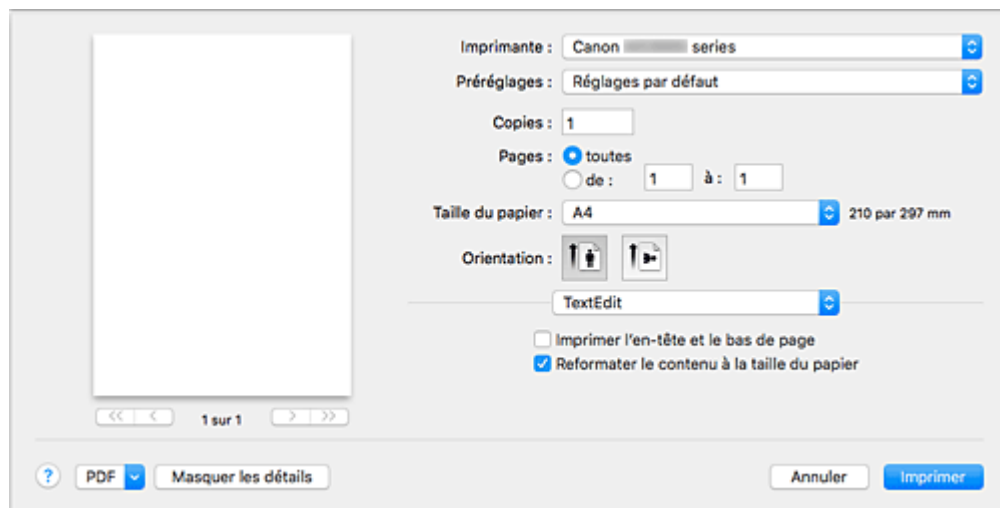 Imprimante : Canon series
Préréglages : Réglages par défaut
Copies : 1
Pages : toutes
de : 1 à : 1
Taille du papier : A4 210 par 297 mm
Orientation :
TextEdit
Imprimer l'en-tête et le bas de page
Reformater le contenu à la taille du papier
<< < 1 sur 1 > >>
? PDF Masquer les détails Annuler Imprimer